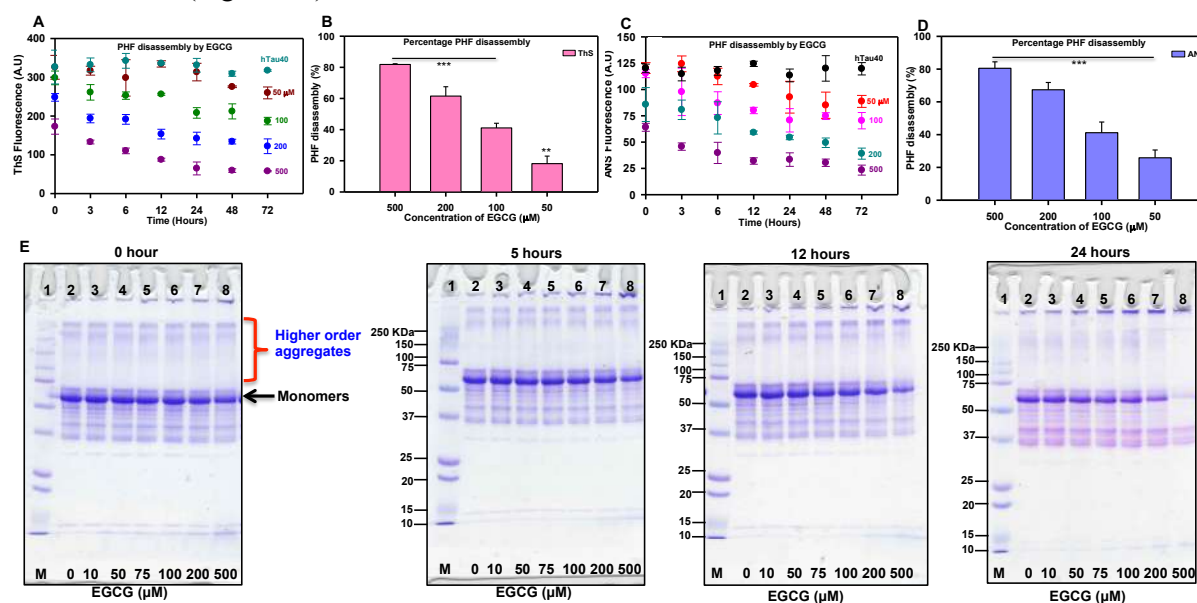 A
PHF disassembly by EGCG
hTau40
ThS Fluorescence (A.U)
400
300
200
100
0
50 μM
100
200
500
0 3 6 12 24 48 72
Time (Hours)
B
Percentage PHF disassembly
ThS
PHF disassembly (%)
100
80
60
40
20
0
***
**
500 200 100 50
Concentration of EGCG (μM)
C
PHF disassembly by EGCG
hTau40
ANS Fluorescence (A.U)
150
125
100
75
50
25
0
50 μM
100
200
500
0 3 6 12 24 48 72
Time (Hours)
D
Percentage PHF disassembly
PHF disassembly (%)
100
80
60
40
20
0
***
500 200 100 50
Concentration of EGCG (μM)
E
0 hour
1 2 3 4 5 6 7 8
Higher order
aggregates
Monomers
M 0 10 50 75 100 200 500
EGCG (μM)
5 hours
1 2 3 4 5 6 7 8
250 KDa
150
100
75
50
37
25
20
15
10
M 0 10 50 75 100 200 500
EGCG (μM)
12 hours
1 2 3 4 5 6 7 8
250 KDa
150
100
75
50
37
25
20
15
10
M 0 10 50 75 100 200 500
EGCG (μM)
24 hours
1 2 3 4 5 6 7 8
250 KDa
150
100
75
50
37
25
20
15
10
M 0 10 50 75 100 200 500
EGCG (μM)